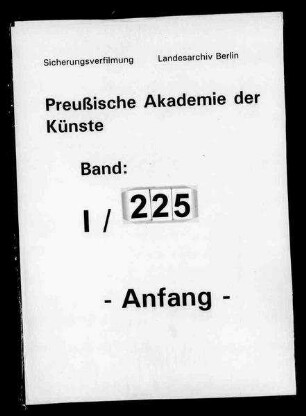 Sicherungsverfilmung Landesarchiv Berlin
Preußische Akademie der
Künste
Band:
I / 225
- Anfang -